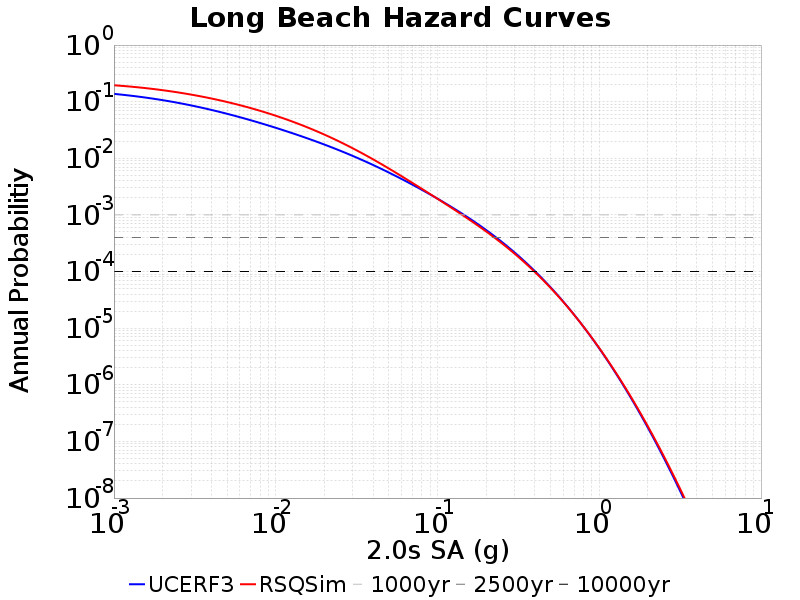 Long Beach Hazard Curves
Annual Probabilitiy
10^0
10^-1
10^-2
10^-3
10^-4
10^-5
10^-6
10^-7
10^-8
10^-3 10^-2 10^-1 10^0 10^1
2.0s SA (g)
UCERF3 RSQSim 1000yr 2500yr 10000yr